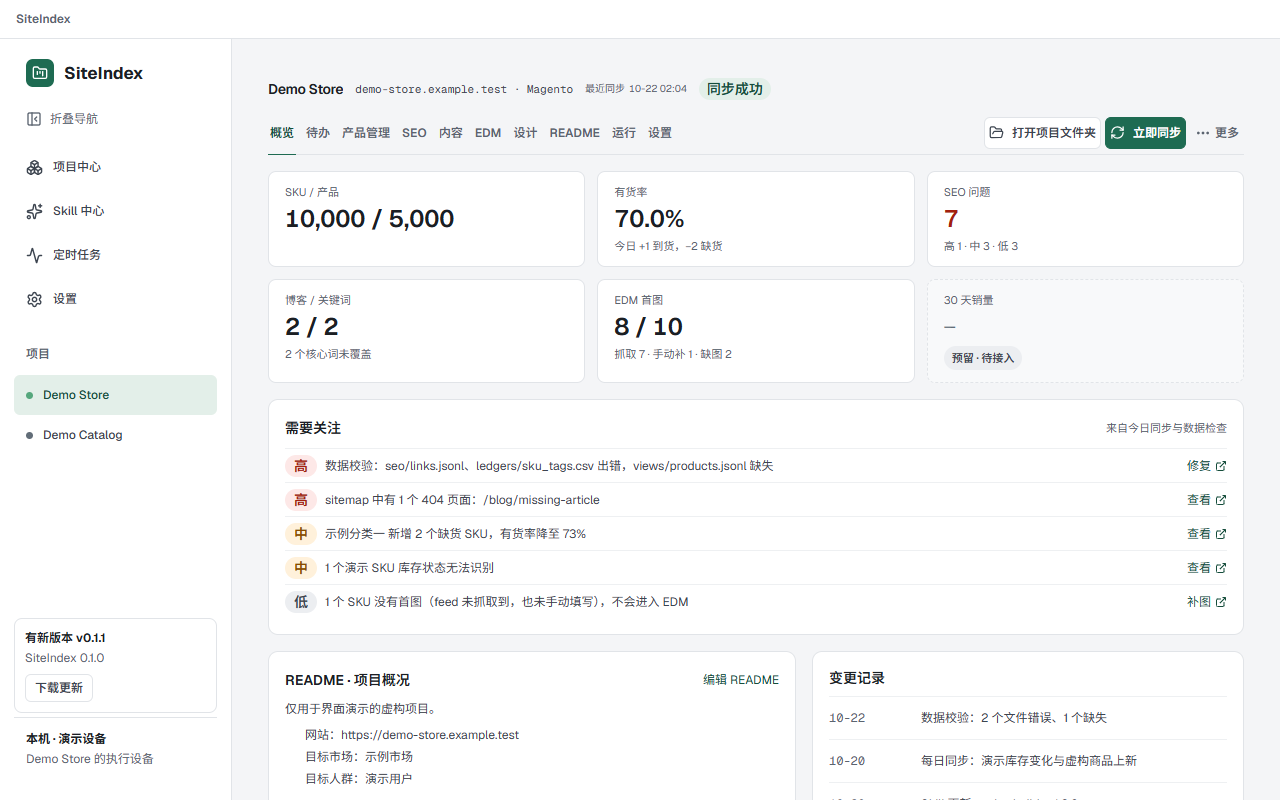 SiteIndex
SiteIndex
折叠导航
项目中心
Skill 中心
定时任务
设置
项目
Demo Store
Demo Catalog
有新版本 v0.1.1
SiteIndex 0.1.0
下载更新
本机 · 演示设备
Demo Store 的执行设备
Demo Store demo-store.example.test · Magento 最近同步 10-22 02:04 同步成功
概览 待办 产品管理 SEO 内容 EDM 设计 README 运行 设置 打开项目文件夹 立即同步 ··· 更多
SKU / 产品
10,000 / 5,000
有货率
70.0%
今日 +1 到货，−2 缺货
SEO 问题
7
高 1 · 中 3 · 低 3
博客 / 关键词
2 / 2
2 个核心词未覆盖
EDM 首图
8 / 10
抓取 7 · 手动补 1 · 缺图 2
30 天销量
—
预留 · 待接入
需要关注 来自今日同步与数据检查
高 数据校验：seo/links.jsonl、ledgers/sku_tags.csv 出错，views/products.jsonl 缺失 修复
高 sitemap 中有 1 个 404 页面：/blog/missing-article 查看
中 示例分类一 新增 2 个缺货 SKU，有货率降至 73% 查看
中 1 个演示 SKU 库存状态无法识别 查看
低 1 个 SKU 没有首图（feed 未抓取到，也未手动填写），不会进入 EDM 补图
README · 项目概况 编辑 README
仅用于界面演示的虚构项目。
网站：https://demo-store.example.test
目标市场：示例市场
目标人群：演示用户
变更记录
10-22 数据校验：2 个文件错误、1 个缺失
10-20 每日同步：演示库存变化与虚构商品上新